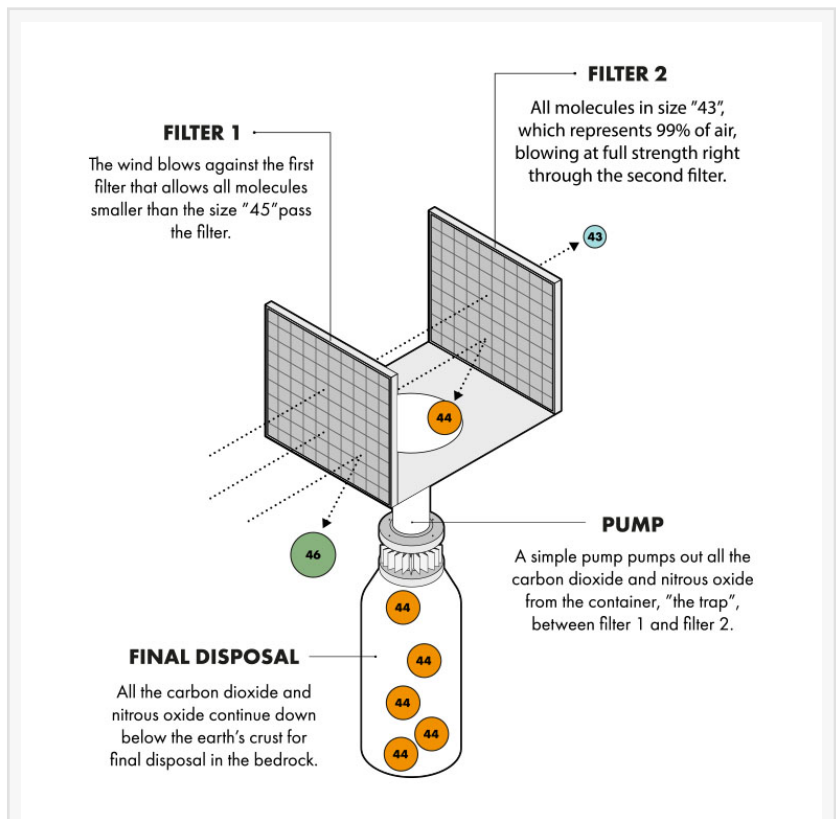 FILTER 2
All molecules in size "43",
which represents 99% of air,
blowing at full strength right
through the second filter.
FILTER 1
The wind blows against the first
filter that allows all molecules
smaller than the size "45"pass
the filter.
43
44
46
PUMP
A simple pump pumps out all the
carbon dioxide and nitrous oxide
from the container, "the trap",
between filter 1 and filter 2.
44
44
44
44
44
FINAL DISPOSAL
All the carbon dioxide and
nitrous oxide continue down
below the earth's crust for
final disposal in the bedrock.